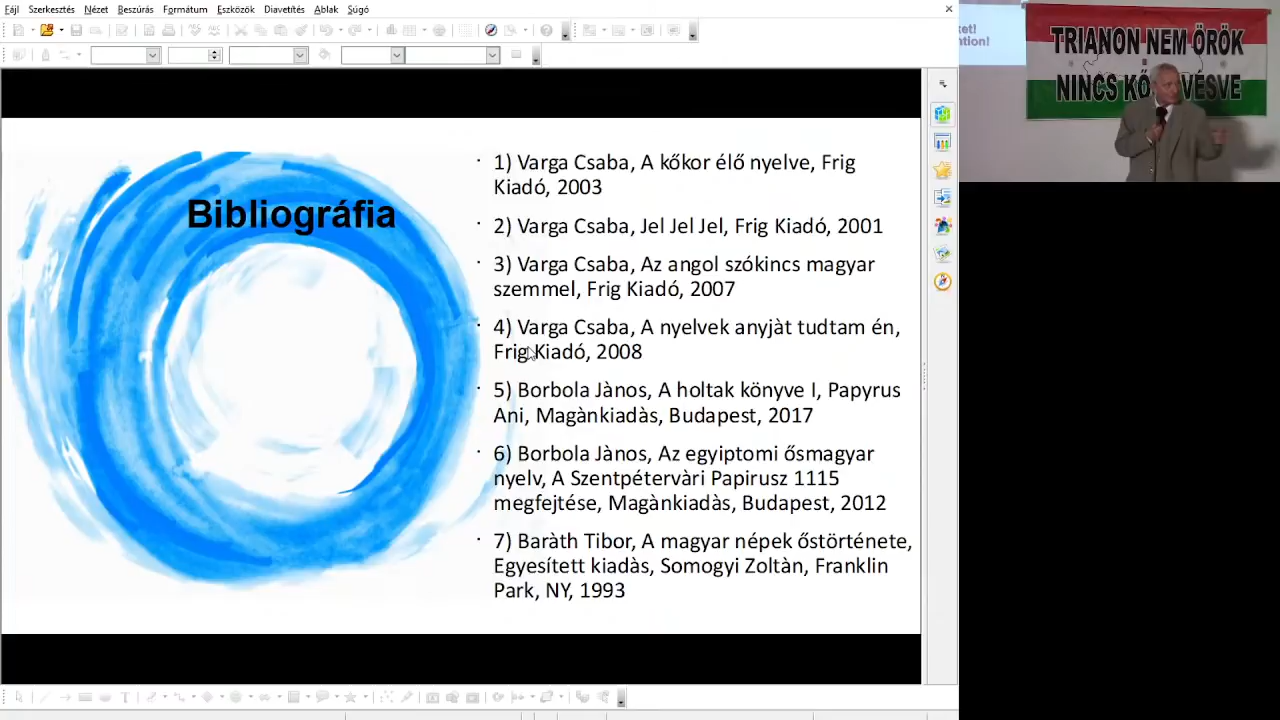 Fájl Szerkesztés Nézet Beszúrás Formátum Eszközök Diavetítés Ablak Súgó
Bibliográfia
1) Varga Csaba, A kőkor élő nyelve, Frig
Kiadó, 2003
2) Varga Csaba, Jel Jel Jel, Frig Kiadó, 2001
3) Varga Csaba, Az angol szókincs magyar
szemmel, Frig Kiadó, 2007
4) Varga Csaba, A nyelvek anyjàt tudtam én,
Frig Kiadó, 2008
5) Borbola Jànos, A holtak könyve I, Papyrus
Ani, Magànkiadàs, Budapest, 2017
6) Borbola Jànos, Az egyiptomi ősmagyar
nyelv, A Szentpétervàri Papirusz 1115
megfejtése, Magànkiadàs, Budapest, 2012
7) Baràth Tibor, A magyar népek őstörténete,
Egyesített kiadàs, Somogyi Zoltàn, Franklin
Park, NY, 1993
TRIANON NEM ÖRÖK
NINCS